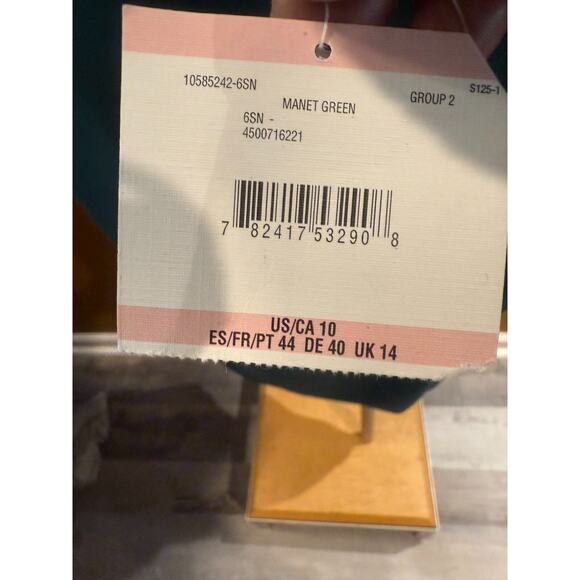 10585242-6SN
MANET GREEN
GROUP 2
S125-1
6SN -
4500716221
7 82417 53290 8
US/CA 10
ES/FR/PT 44 DE 40 UK 14